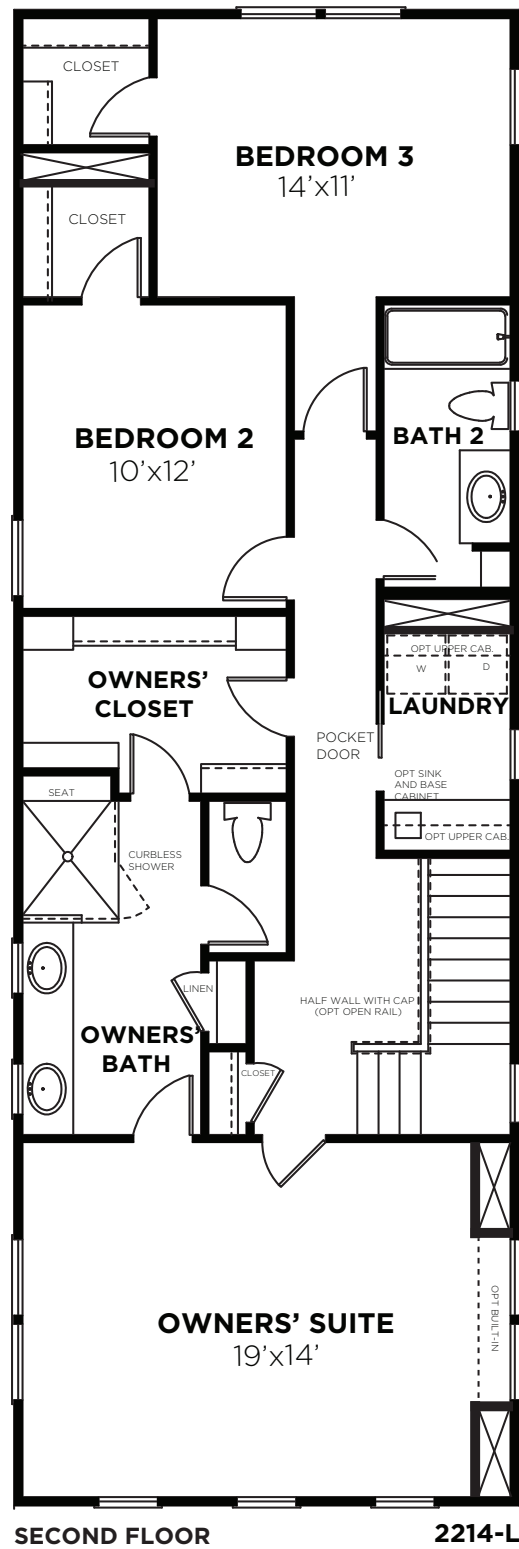 CLOSET
BEDROOM 3
14’x11’
CLOSET
BEDROOM 2
10’x12’
BATH 2
OPT UPPER CAB.
W
D
OWNERS’
CLOSET
LAUNDRY
POCKET
DOOR
OPT SINK
AND BASE
CABINET
OPT UPPER CAB.
SEAT
CURBLESS
SHOWER
LINEN
HALF WALL WITH CAP
(OPT OPEN RAIL)
OWNERS’
BATH
CLOSET
OWNERS’ SUITE
19’x14’
OPT BUILT-IN
SECOND FLOOR
2214-L